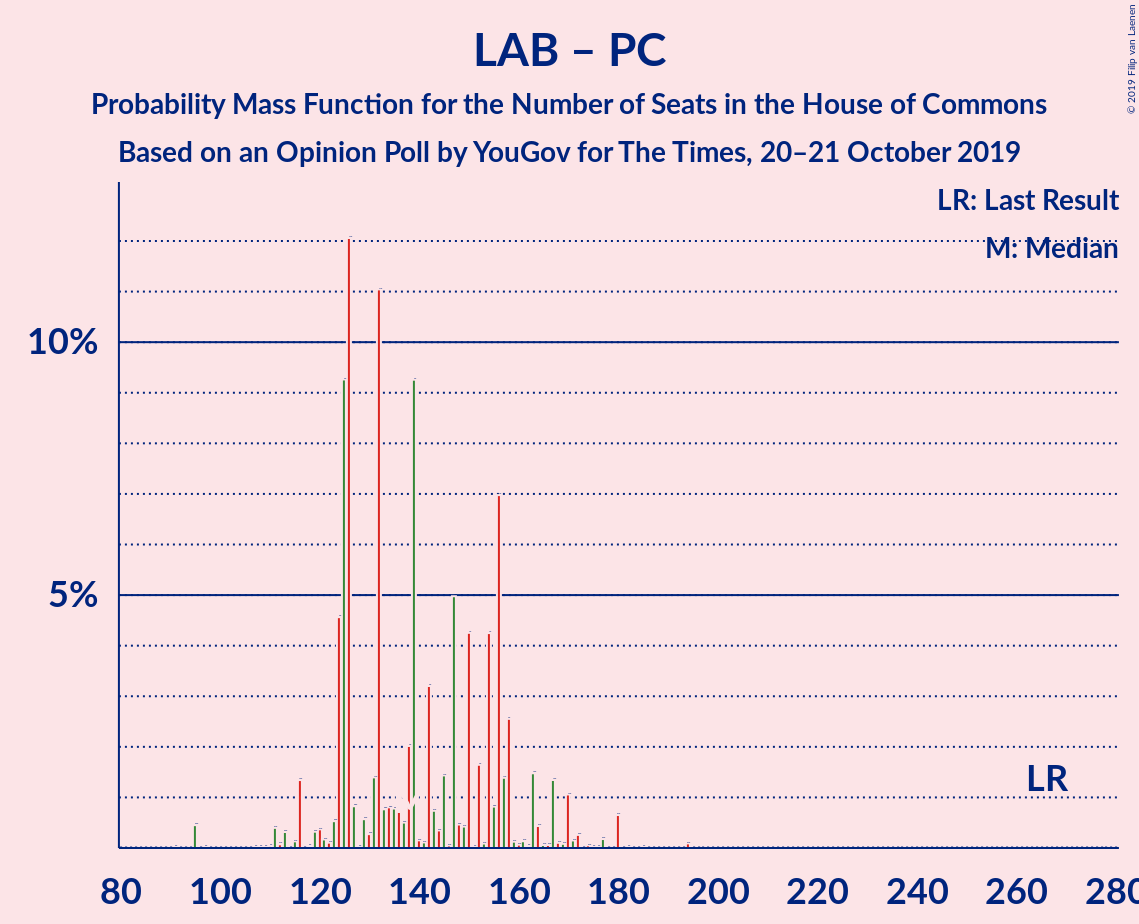 LAB – PC
Probability Mass Function for the Number of Seats in the House of Commons
Based on an Opinion Poll by YouGov for The Times, 20–21 October 2019
© 2019 Filip van Laenen
LR: Last Result
M: Median
10%
5%
LR
80 100 120 140 160 180 200 220 240 260 280